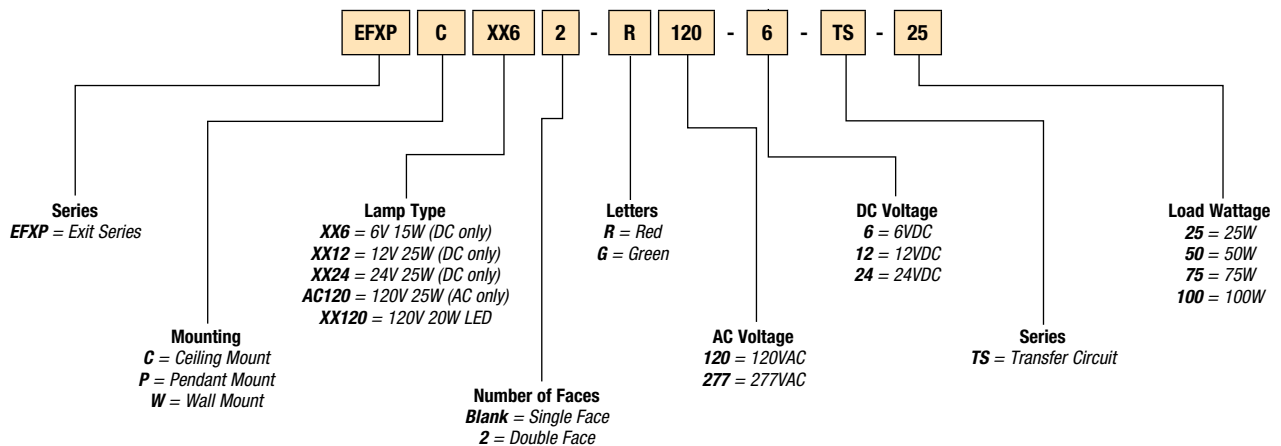 EFXP C XX6 2 - R 120 - 6 - TS - 25
Series
EFXP = Exit Series
Mounting
C = Ceiling Mount
P = Pendant Mount
W = Wall Mount
Lamp Type
XX6 = 6V 15W (DC only)
XX12 = 12V 25W (DC only)
XX24 = 24V 25W (DC only)
AC120 = 120V 25W (AC only)
XX120 = 120V 20W LED
Number of Faces
Blank = Single Face
2 = Double Face
Letters
R = Red
G = Green
AC Voltage
120 = 120VAC
277 = 277VAC
DC Voltage
6 = 6VDC
12 = 12VDC
24 = 24VDC
Series
TS = Transfer Circuit
Load Wattage
25 = 25W
50 = 50W
75 = 75W
100 = 100W